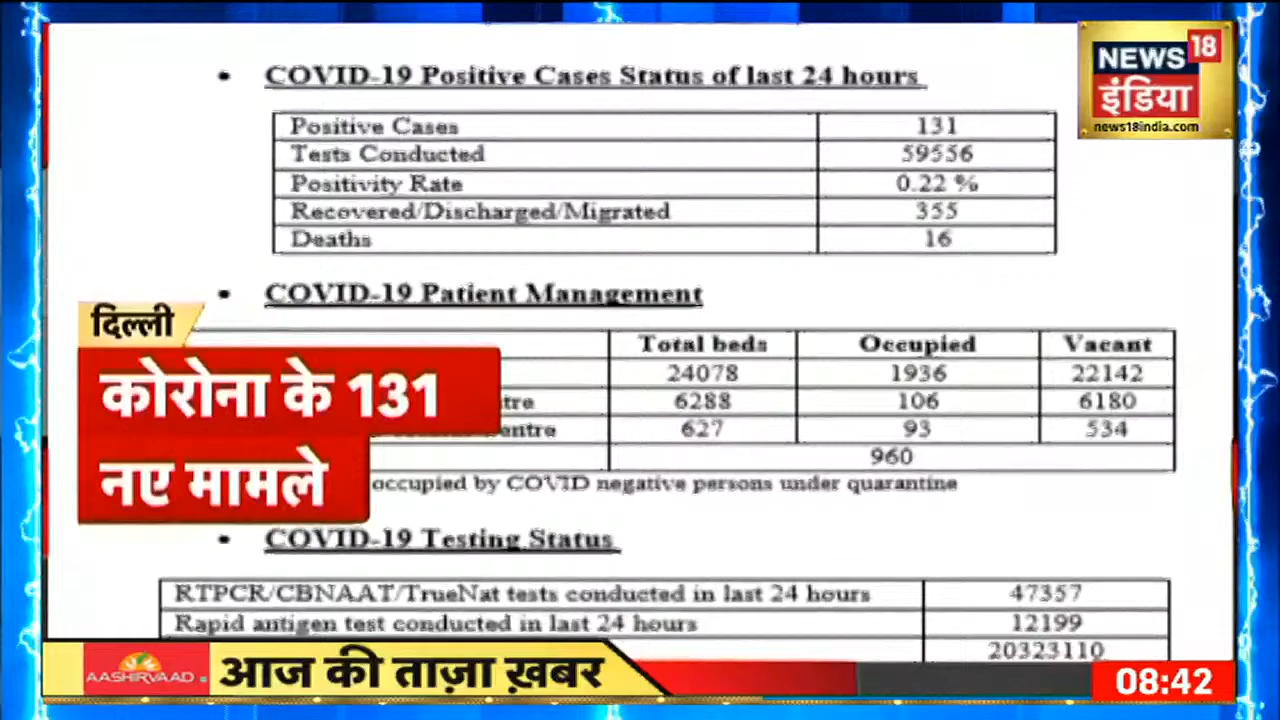 NEWS 18
इंडिया
news18india.com
• COVID-19 Positive Cases Status of last 24 hours
Positive Cases 131
Tests Conducted 59556
Positivity Rate 0.22 %
Recovered/Discharged/Migrated 355
Deaths 16
• COVID-19 Patient Management
Total beds Occupied Vacant
24078 1936 22142
6288 106 6180
627 93 534
960
occupied by COVID negative persons under quarantine
दिल्ली
कोरोना के 131
नए मामले
• COVID-19 Testing Status
RTPCR/CBNAAT/TrueNat tests conducted in last 24 hours 47357
Rapid antigen test conducted in last 24 hours 12199
20323110
AASHIRVAAD
आज की ताज़ा ख़बर
08:42